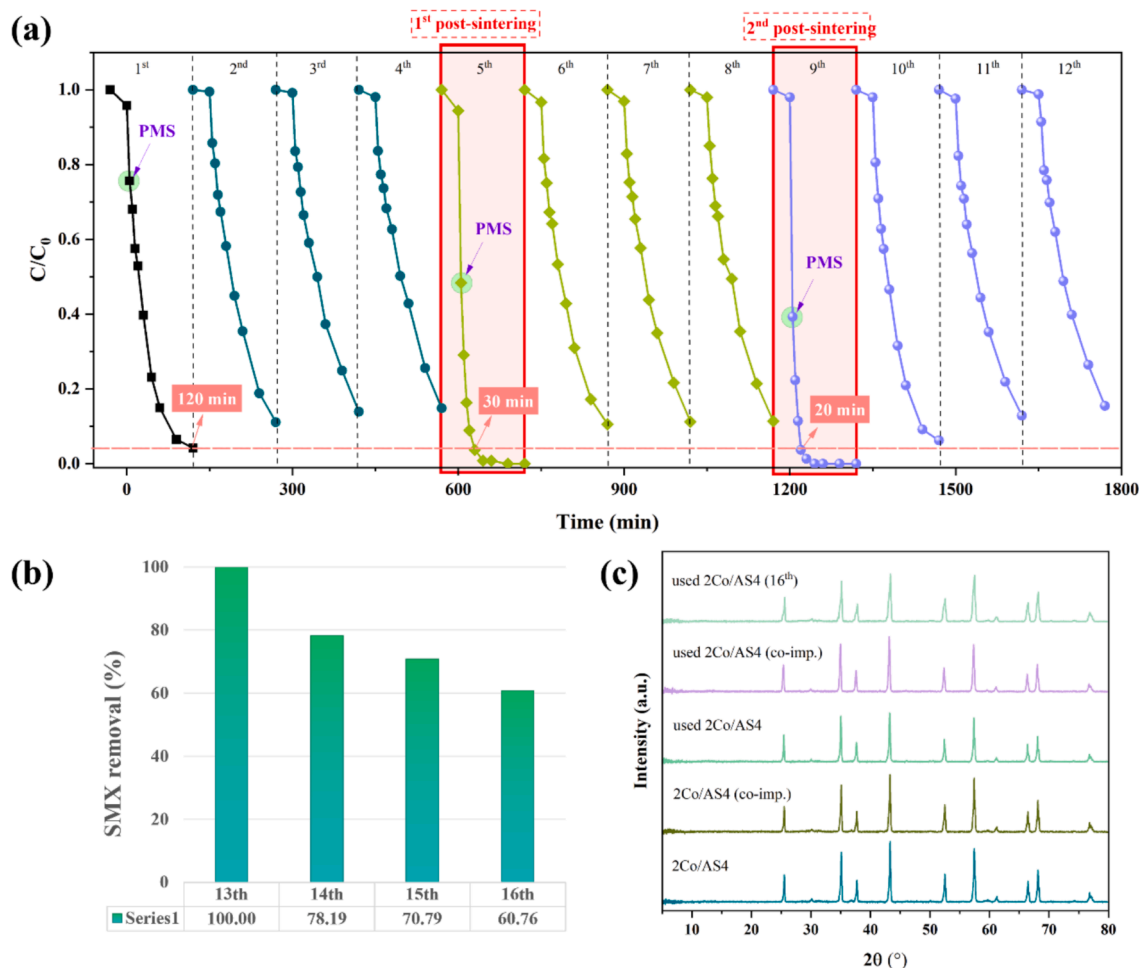 (a)
1st post-sintering
2nd post-sintering
1st 2nd 3rd 4th 5th 6th 7th 8th 9th 10th 11th 12th
PMS
PMS
PMS
120 min
30 min
20 min
1.0
0.8
0.6
0.4
0.2
0.0
C/C0
0 300 600 900 1200 1500 1800
Time (min)
(b)
100
80
60
40
20
0
SMX removal (%)
13th 14th 15th 16th
Series1 100.00 78.19 70.79 60.76
(c)
used 2Co/AS4 (16th)
used 2Co/AS4 (co-imp.)
used 2Co/AS4
2Co/AS4 (co-imp.)
2Co/AS4
Intensity (a.u.)
10 20 30 40 50 60 70 80
2θ (°)